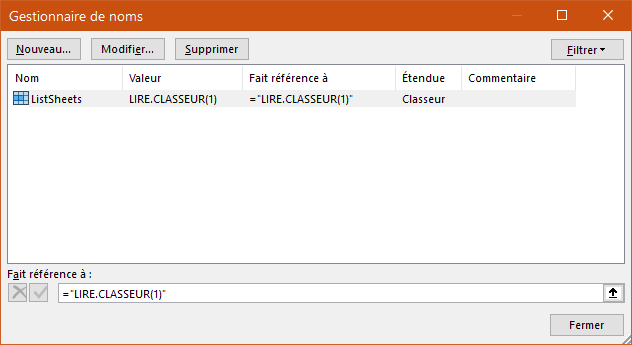 Gestionnaire de noms
Nouveau... Modifier... Supprimer Filtrer
Nom Valeur Fait référence à Étendue Commentaire
ListSheets LIRE.CLASSEUR(1) ="LIRE.CLASSEUR(1)" Classeur
Fait référence à :
="LIRE.CLASSEUR(1)"
Fermer